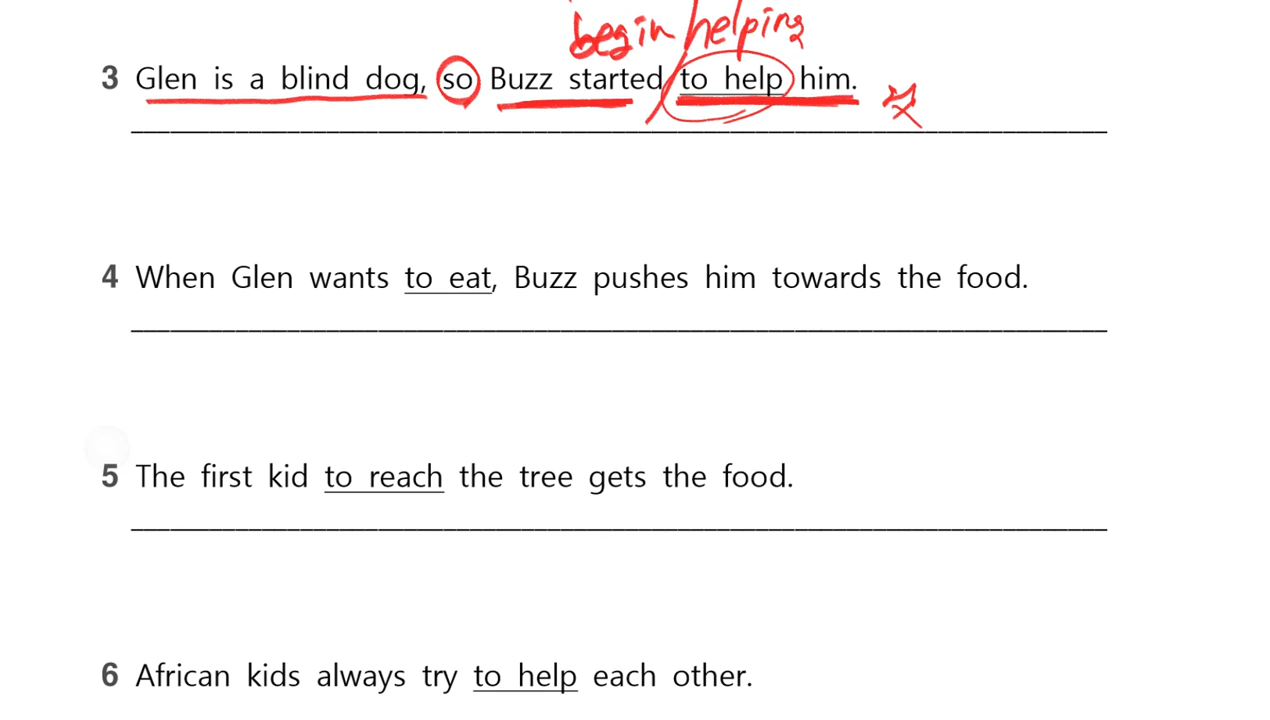 begin helping
3 Glen is a blind dog, so Buzz started to help him.
4 When Glen wants to eat, Buzz pushes him towards the food.
5 The first kid to reach the tree gets the food.
6 African kids always try to help each other.